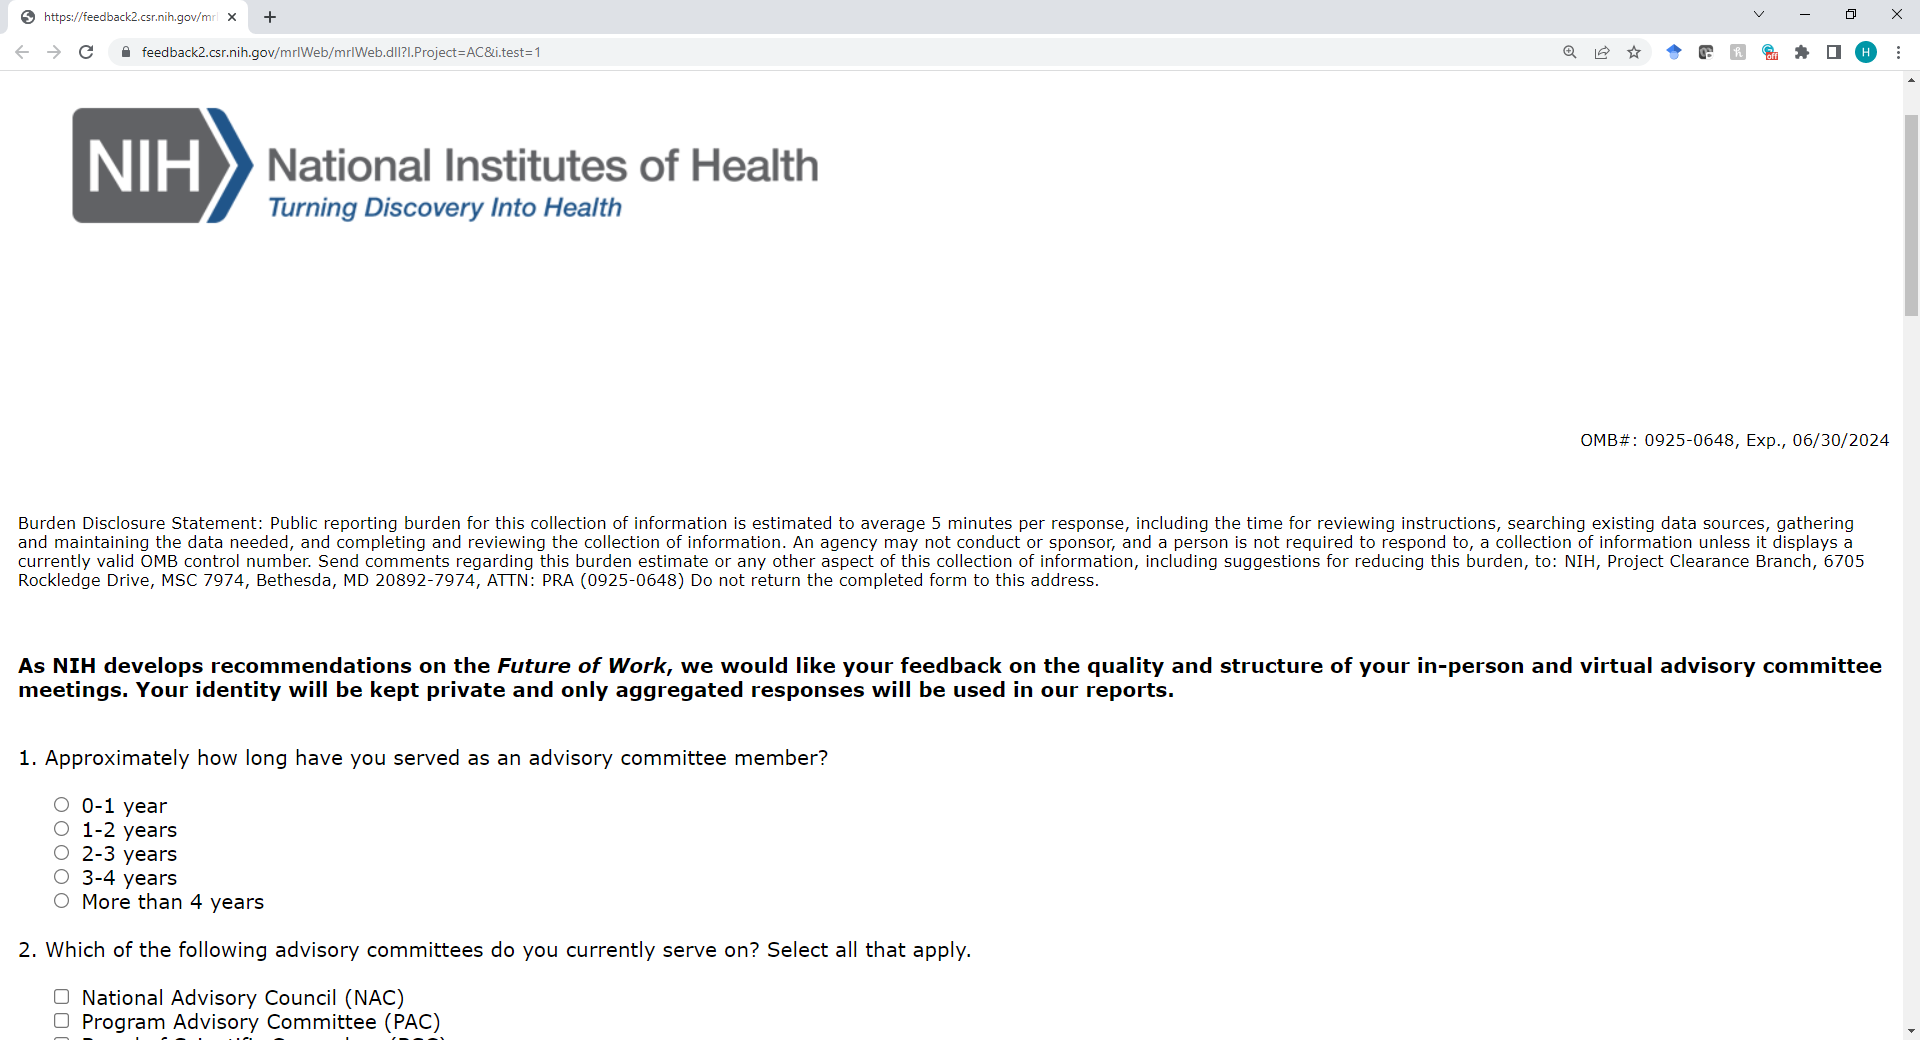 https://feedback2.csr.nih.gov/mrI
feedback2.csr.nih.gov/mrIWeb/mrIWeb.dll?I.Project=AC&i.test=1
H
NIH
National Institutes of Health
Turning Discovery Into Health
OMB#: 0925-0648, Exp., 06/30/2024
Burden Disclosure Statement: Public reporting burden for this collection of information is estimated to average 5 minutes per response, including the time for reviewing instructions, searching existing data sources, gathering
and maintaining the data needed, and completing and reviewing the collection of information. An agency may not conduct or sponsor, and a person is not required to respond to, a collection of information unless it displays a
currently valid OMB control number. Send comments regarding this burden estimate or any other aspect of this collection of information, including suggestions for reducing this burden, to: NIH, Project Clearance Branch, 6705
Rockledge Drive, MSC 7974, Bethesda, MD 20892-7974, ATTN: PRA (0925-0648) Do not return the completed form to this address.
As NIH develops recommendations on the Future of Work, we would like your feedback on the quality and structure of your in-person and virtual advisory committee
meetings. Your identity will be kept private and only aggregated responses will be used in our reports.
1. Approximately how long have you served as an advisory committee member?
0-1 year
1-2 years
2-3 years
3-4 years
More than 4 years
2. Which of the following advisory committees do you currently serve on? Select all that apply.
National Advisory Council (NAC)
Program Advisory Committee (PAC)